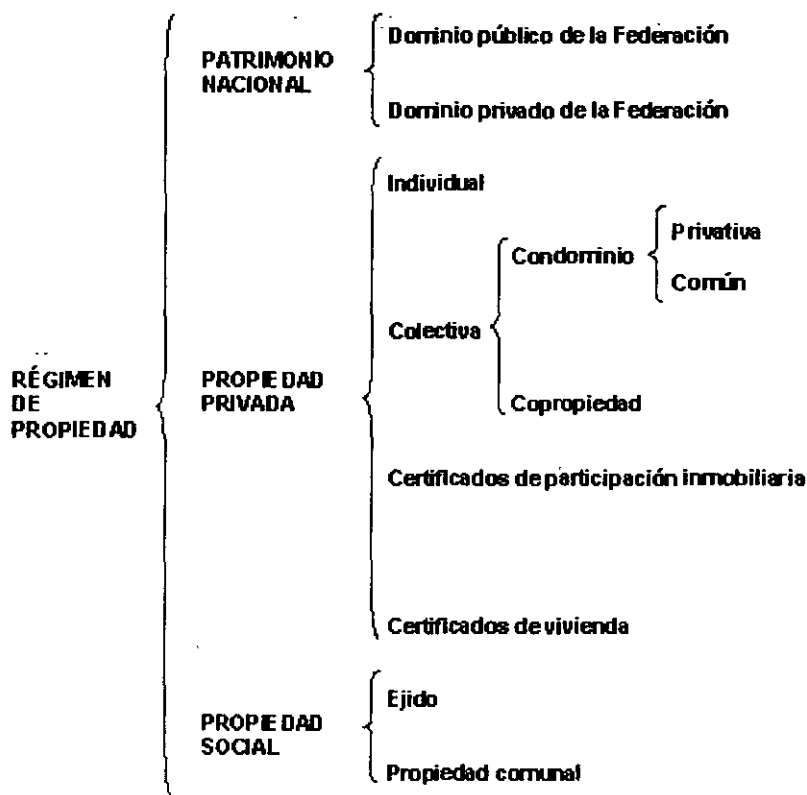 RÉGIMEN
DE
PROPIEDAD
PATRIMONIO
NACIONAL
Dominio público de la Federación
Dominio privado de la Federación
PROPIEDAD
PRIVADA
Individual
Colectiva
Condominio
Privativa
Común
Copropiedad
Certificados de participación inmobiliaria
Certificados de vivienda
PROPIEDAD
SOCIAL
Ejido
Propiedad comunal